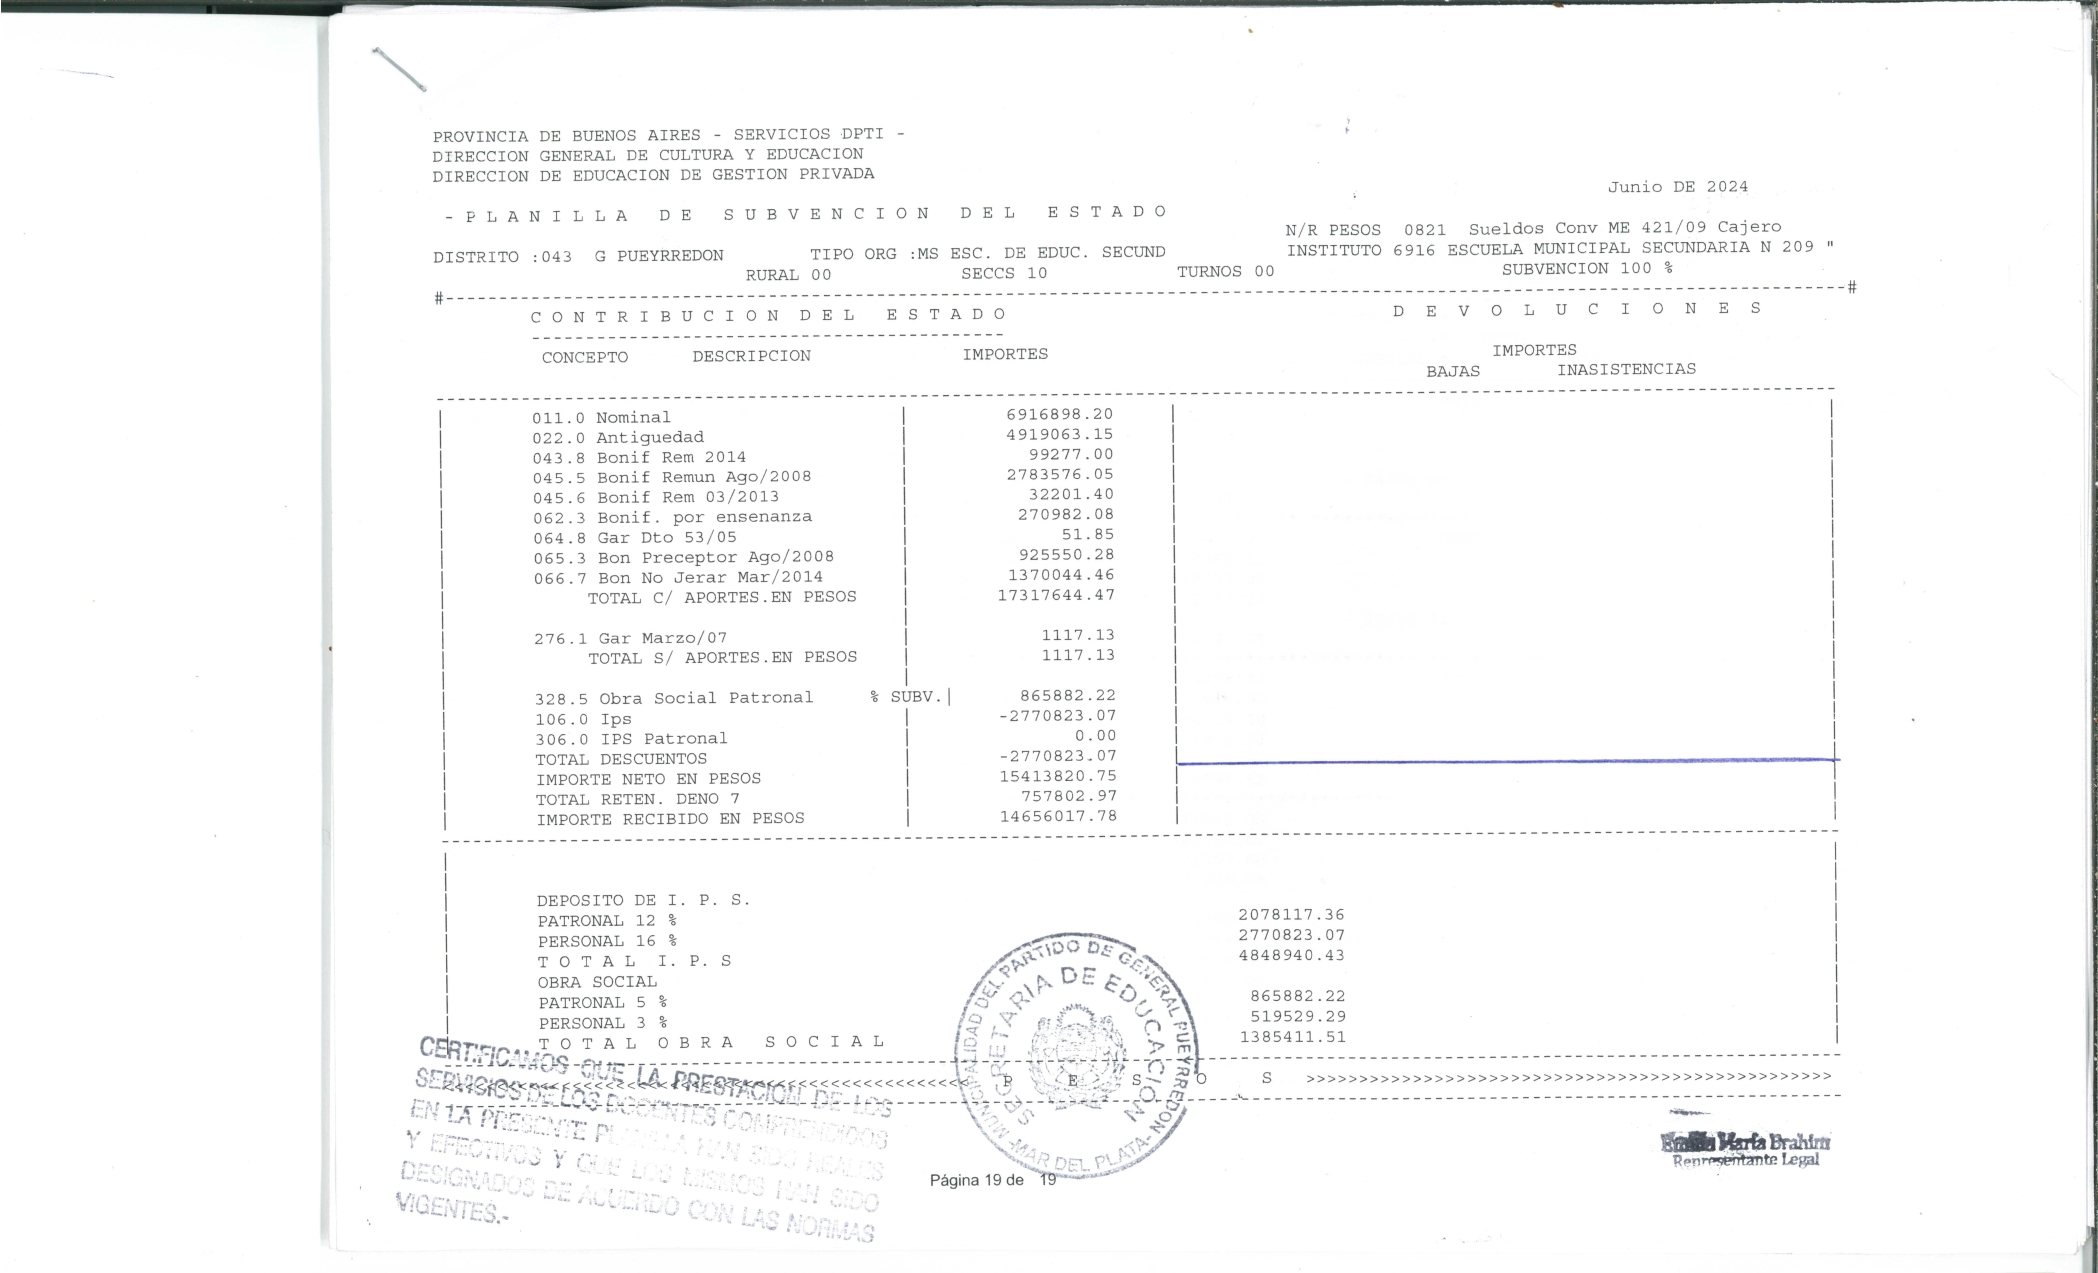 PROVINCIA DE BUENOS AIRES - SERVICIOS DPTI -
DIRECCION GENERAL DE CULTURA Y EDUCACION
DIRECCION DE EDUCACION DE GESTION PRIVADA
Junio DE 2024
- P L A N I L L A   D E   S U B V E N C I O N   D E L   E S T A D O
N/R PESOS 0821 Sueldos Conv ME 421/09 Cajero
DISTRITO :043 G PUEYRREDON TIPO ORG :MS ESC. DE EDUC. SECUND INSTITUTO 6916 ESCUELA MUNICIPAL SECUNDARIA N 209 "
RURAL 00 SECCS 10 TURNOS 00 SUBVENCION 100 %
C O N T R I B U C I O N   D E L   E S T A D O   D E V O L U C I O N E S
CONCEPTO DESCRIPCION IMPORTES IMPORTES
BAJAS INASISTENCIAS
011.0 Nominal 6916898.20
022.0 Antiguedad 4919063.15
043.8 Bonif Rem 2014 99277.00
045.5 Bonif Remun Ago/2008 2783576.05
045.6 Bonif Rem 03/2013 32201.40
062.3 Bonif. por ensenanza 270982.08
064.8 Gar Dto 53/05 51.85
065.3 Bon Preceptor Ago/2008 925550.28
066.7 Bon No Jerar Mar/2014 1370044.46
TOTAL C/ APORTES.EN PESOS 17317644.47
276.1 Gar Marzo/07 1117.13
TOTAL S/ APORTES.EN PESOS 1117.13
328.5 Obra Social Patronal % SUBV.| 865882.22
106.0 Ips -2770823.07
306.0 IPS Patronal 0.00
TOTAL DESCUENTOS -2770823.07
IMPORTE NETO EN PESOS 15413820.75
TOTAL RETEN. DENO 7 757802.97
IMPORTE RECIBIDO EN PESOS 14656017.78
DEPOSITO DE I. P. S.
PATRONAL 12 % 2078117.36
PERSONAL 16 % 2770823.07
T O T A L   I. P. S 4848940.43
OBRA SOCIAL
PATRONAL 5 % 865882.22
PERSONAL 3 % 519529.29
T O T A L   O B R A   S O C I A L 1385411.51
<<<<<<<<<<<<<<<<<<<<<<<<<<<<<<<<<<<<<<<<<<<<<<<<< P E S O S >>>>>>>>>>>>>>>>>>>>>>>>>>>>>>>>>>>>>>>>>>>>>>>>>
CERTIFICAMOS QUE LA PRESTACION DE LOS
SERVICIOS DE LOS DOCENTES COMPRENDIDOS
EN LA PRESENTE PLANILLA HAN SIDO REALES
Y EFECTIVOS Y QUE LOS MISMOS HAN SIDO
DESIGNADOS DE ACUERDO CON LAS NORMAS
VIGENTES.-
MUNICIPALIDAD DEL PARTIDO DE GENERAL PUEYRREDON
-MAR DEL PLATA-
SECRETARIA DE EDUCACIÓN
María Brahim
Representante Legal
Página 19 de 19